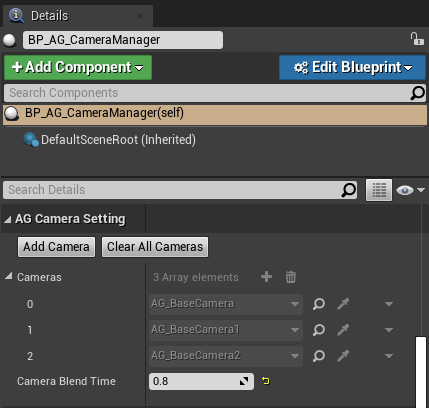 Details
BP_AG_CameraManager
+ Add Component
Edit Blueprint
Search Components
BP_AG_CameraManager(self)
DefaultSceneRoot (Inherited)
Search Details
AG Camera Setting
Add Camera Clear All Cameras
Cameras 3 Array elements
0 AG_BaseCamera
1 AG_BaseCamera1
2 AG_BaseCamera2
Camera Blend Time 0.8